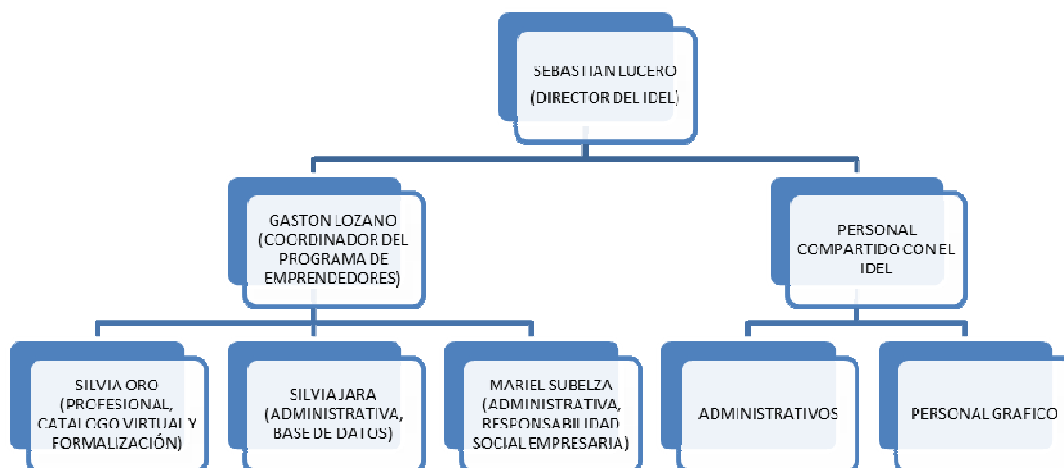 SEBASTIAN LUCERO
(DIRECTOR DEL IDEL)
GASTON LOZANO
(COORDINADOR DEL
PROGRAMA DE
EMPRENDEDORES)
PERSONAL
COMPARTIDO CON EL
IDEL
SILVIA ORO
(PROFESIONAL,
CATALOGO VIRTUAL Y
FORMALIZACIÓN)
SILVIA JARA
(ADMINISTRATIVA,
BASE DE DATOS)
MARIEL SUBELZA
(ADMINISTRATIVA,
RESPONSABILIDAD
SOCIAL EMPRESARIA)
ADMINISTRATIVOS
PERSONAL GRAFICO